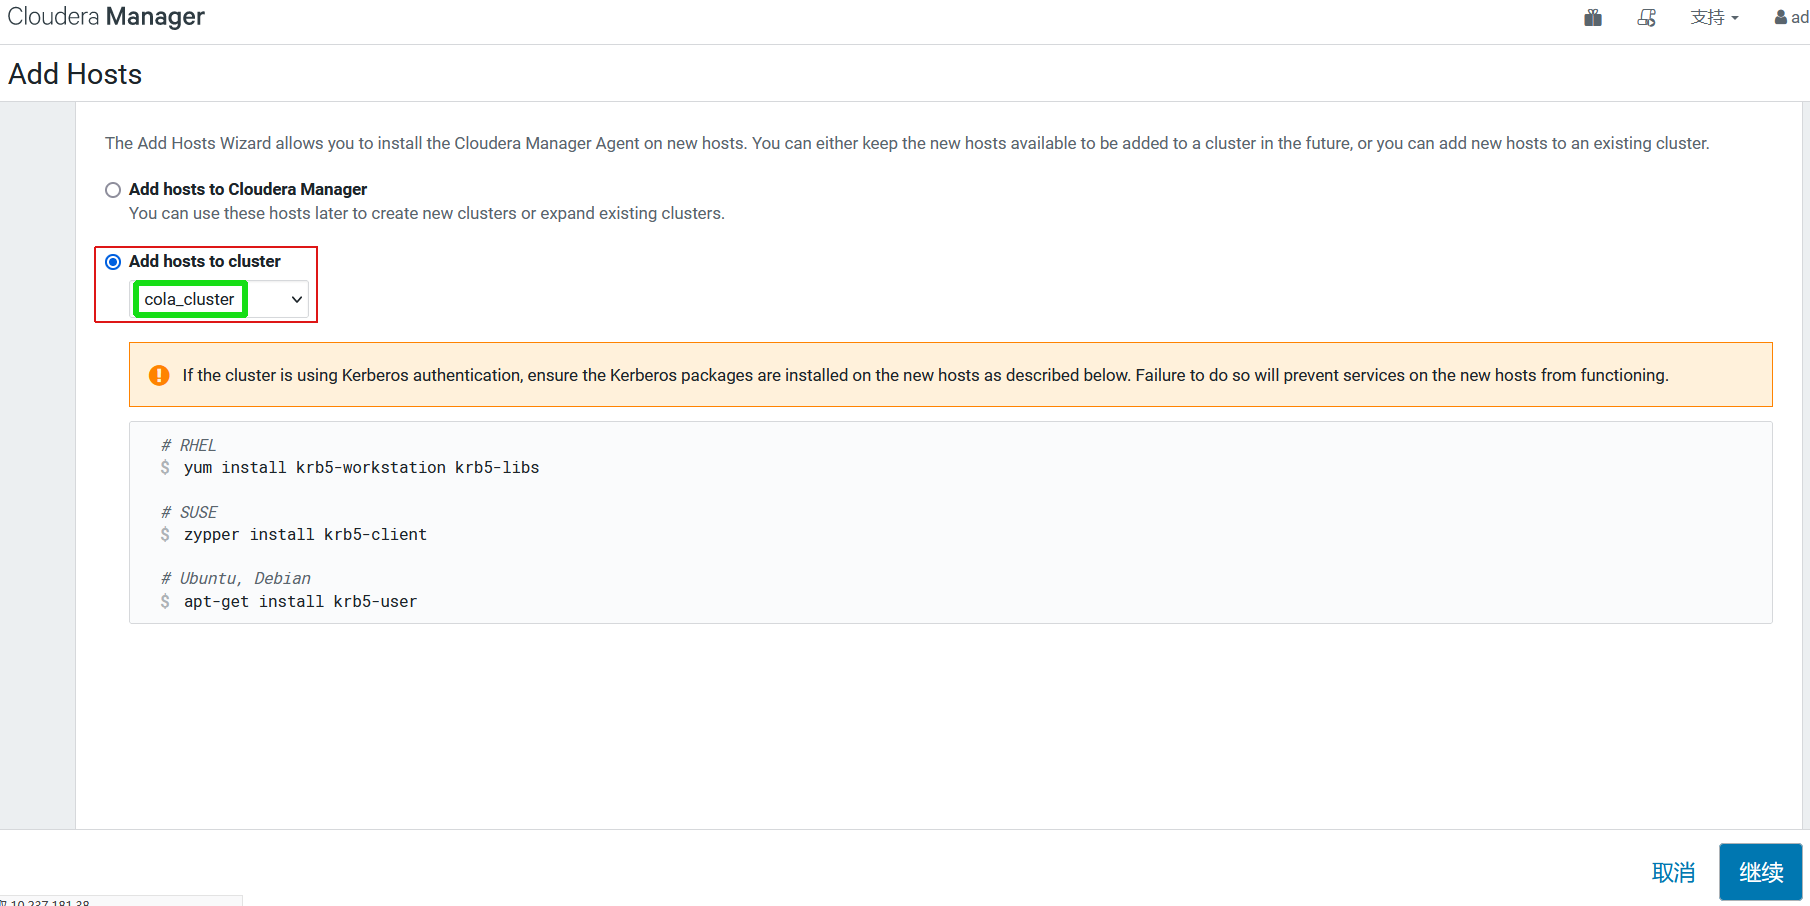 Cloudera Manager
支持
ad
Add Hosts
The Add Hosts Wizard allows you to install the Cloudera Manager Agent on new hosts. You can either keep the new hosts available to be added to a cluster in the future, or you can add new hosts to an existing cluster.
Add hosts to Cloudera Manager
You can use these hosts later to create new clusters or expand existing clusters.
Add hosts to cluster
cola_cluster
If the cluster is using Kerberos authentication, ensure the Kerberos packages are installed on the new hosts as described below. Failure to do so will prevent services on the new hosts from functioning.
# RHEL
$ yum install krb5-workstation krb5-libs
# SUSE
$ zypper install krb5-client
# Ubuntu, Debian
$ apt-get install krb5-user
取消
继续
10.237.181.38